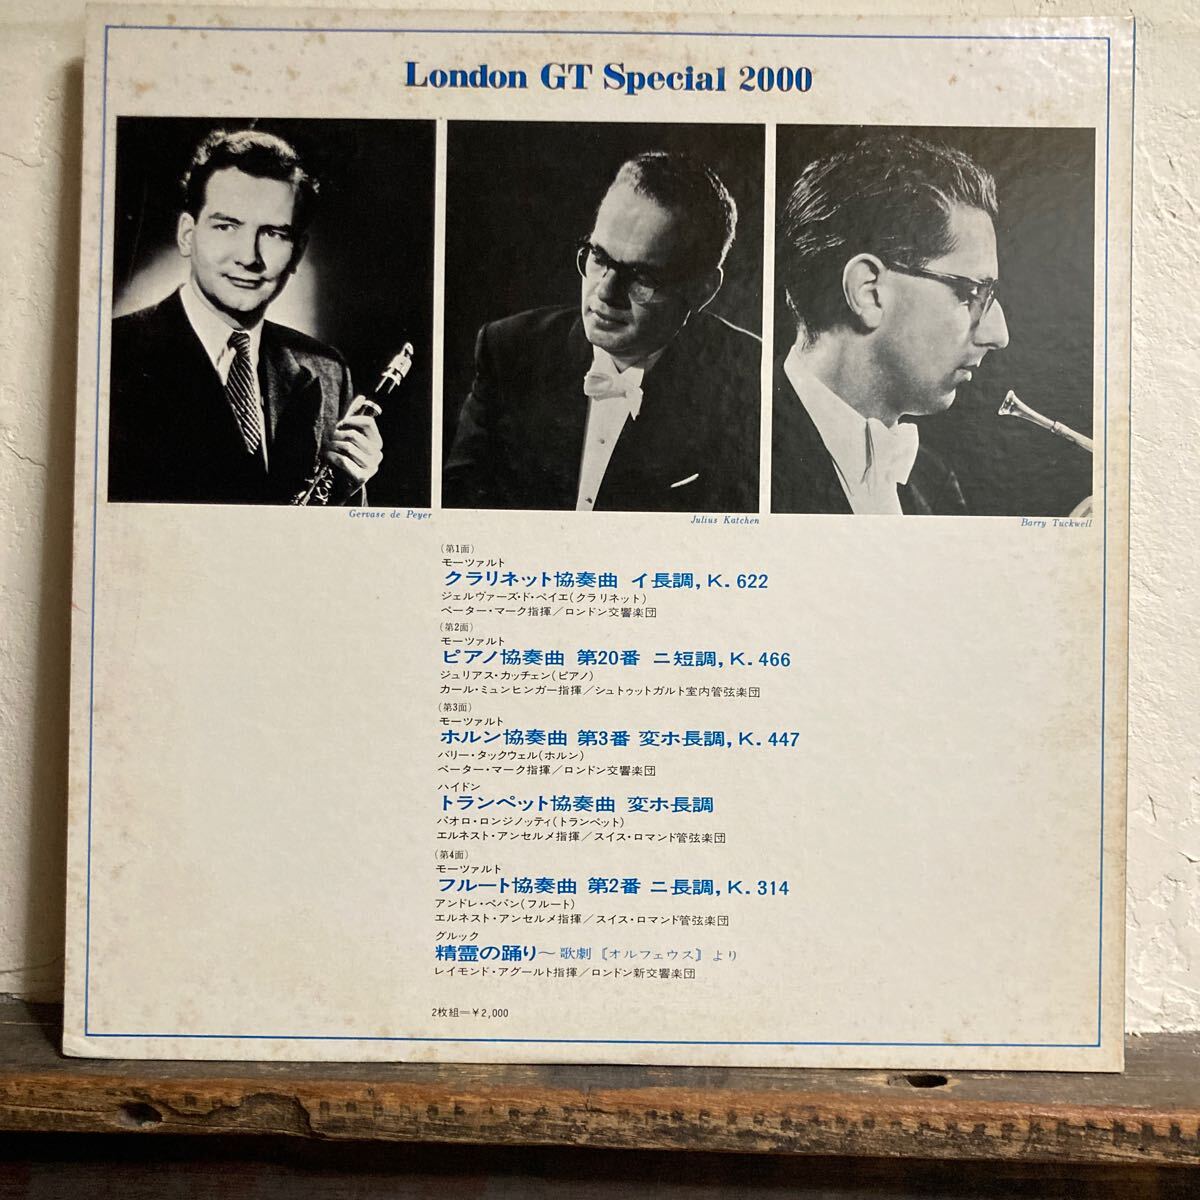 London GT Special 2000
Gervase de Peyer
Julius Katchen
Barry Tuckwell
(第1面)
モーツァルト
クラリネット協奏曲 イ長調, K. 622
ジェルヴァーズ・ド・ペイエ(クラリネット)
ペーター・マーク指揮/ロンドン交響楽団
(第2面)
モーツァルト
ピアノ協奏曲 第20番 ニ短調, K. 466
ジュリアス・カッチェン(ピアノ)
カール・ミュンヒンガー指揮/シュトゥットガルト室内管弦楽団
(第3面)
モーツァルト
ホルン協奏曲 第3番 変ホ長調, K. 447
バリー・タックウェル(ホルン)
ペーター・マーク指揮/ロンドン交響楽団
ハイドン
トランペット協奏曲 変ホ長調
パオロ・ロンジノッティ(トランペット)
エルネスト・アンセルメ指揮/スイス・ロマンド管弦楽団
(第4面)
モーツァルト
フルート協奏曲 第2番 ニ長調, K. 314
アンドレ・ペパン(フルート)
エルネスト・アンセルメ指揮/スイス・ロマンド管弦楽団
グルック
精霊の踊り〜歌劇〔オルフェウス〕より
レイモンド・アグールト指揮/ロンドン新交響楽団
2枚組=¥2,000